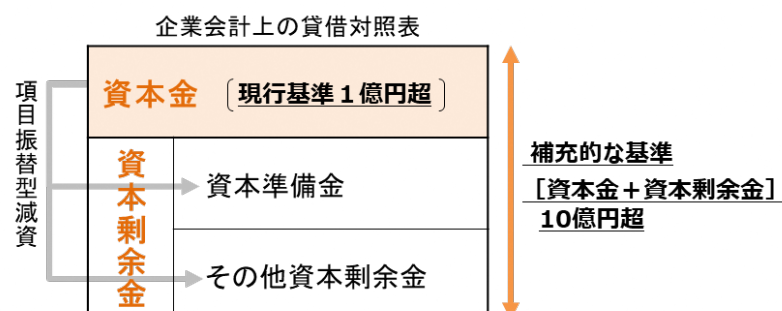 企業会計上の貸借対照表
項目振替型減資
資本金 〔現行基準１億円超〕
資本剰余金
資本準備金
その他資本剰余金
補充的な基準
［資本金＋資本剰余金］
10億円超